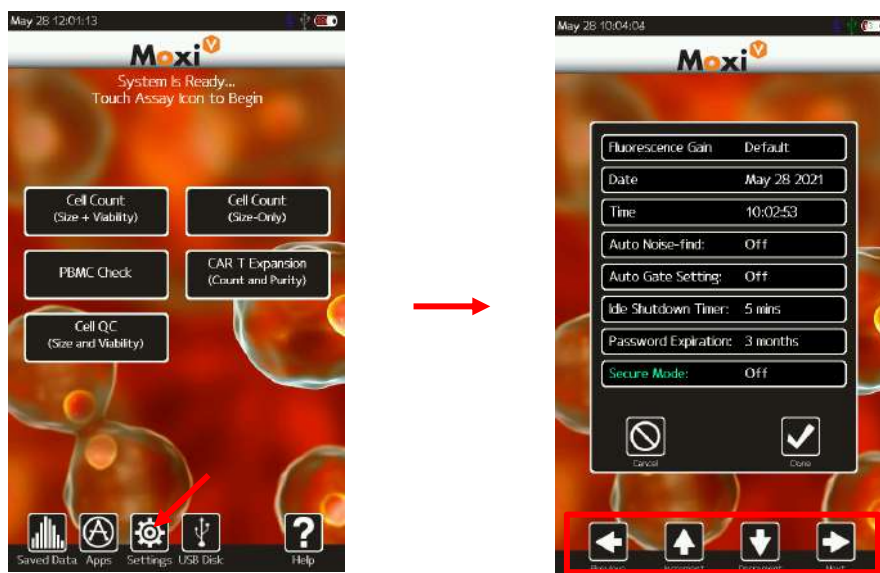 May 28 12:01:13
Moxi V
System Is Ready...
Touch Assay Icon to Begin
Cell Count
(Size + Viability)
Cell Count
(Size-Only)
PBMC Check
CAR T Expansion
(Count and Purity)
Cell QC
(Size and Viability)
Saved Data Apps Settings USB Disk Help
May 28 10:04:04
Moxi V
Fluorescence Gain Default
Date May 28 2021
Time 10:02:53
Auto Noise-find: Off
Auto Gate Setting: Off
Idle Shutdown Timer: 5 mins
Password Expiration: 3 months
Secure Mode: Off
Cancel Done
Previous Increment Decrement Next